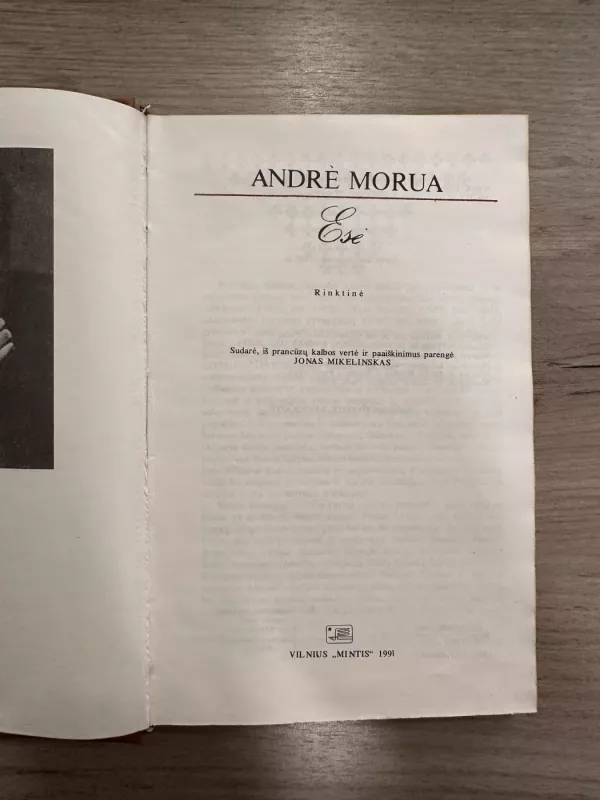 ANDRÈ MORUA
Esė
Rinktinė
Sudarė, iš prancūzų kalbos vertė ir paaiškinimus parengė
JONAS MIKELINSKAS
VILNIUS „MINTIS“ 1991